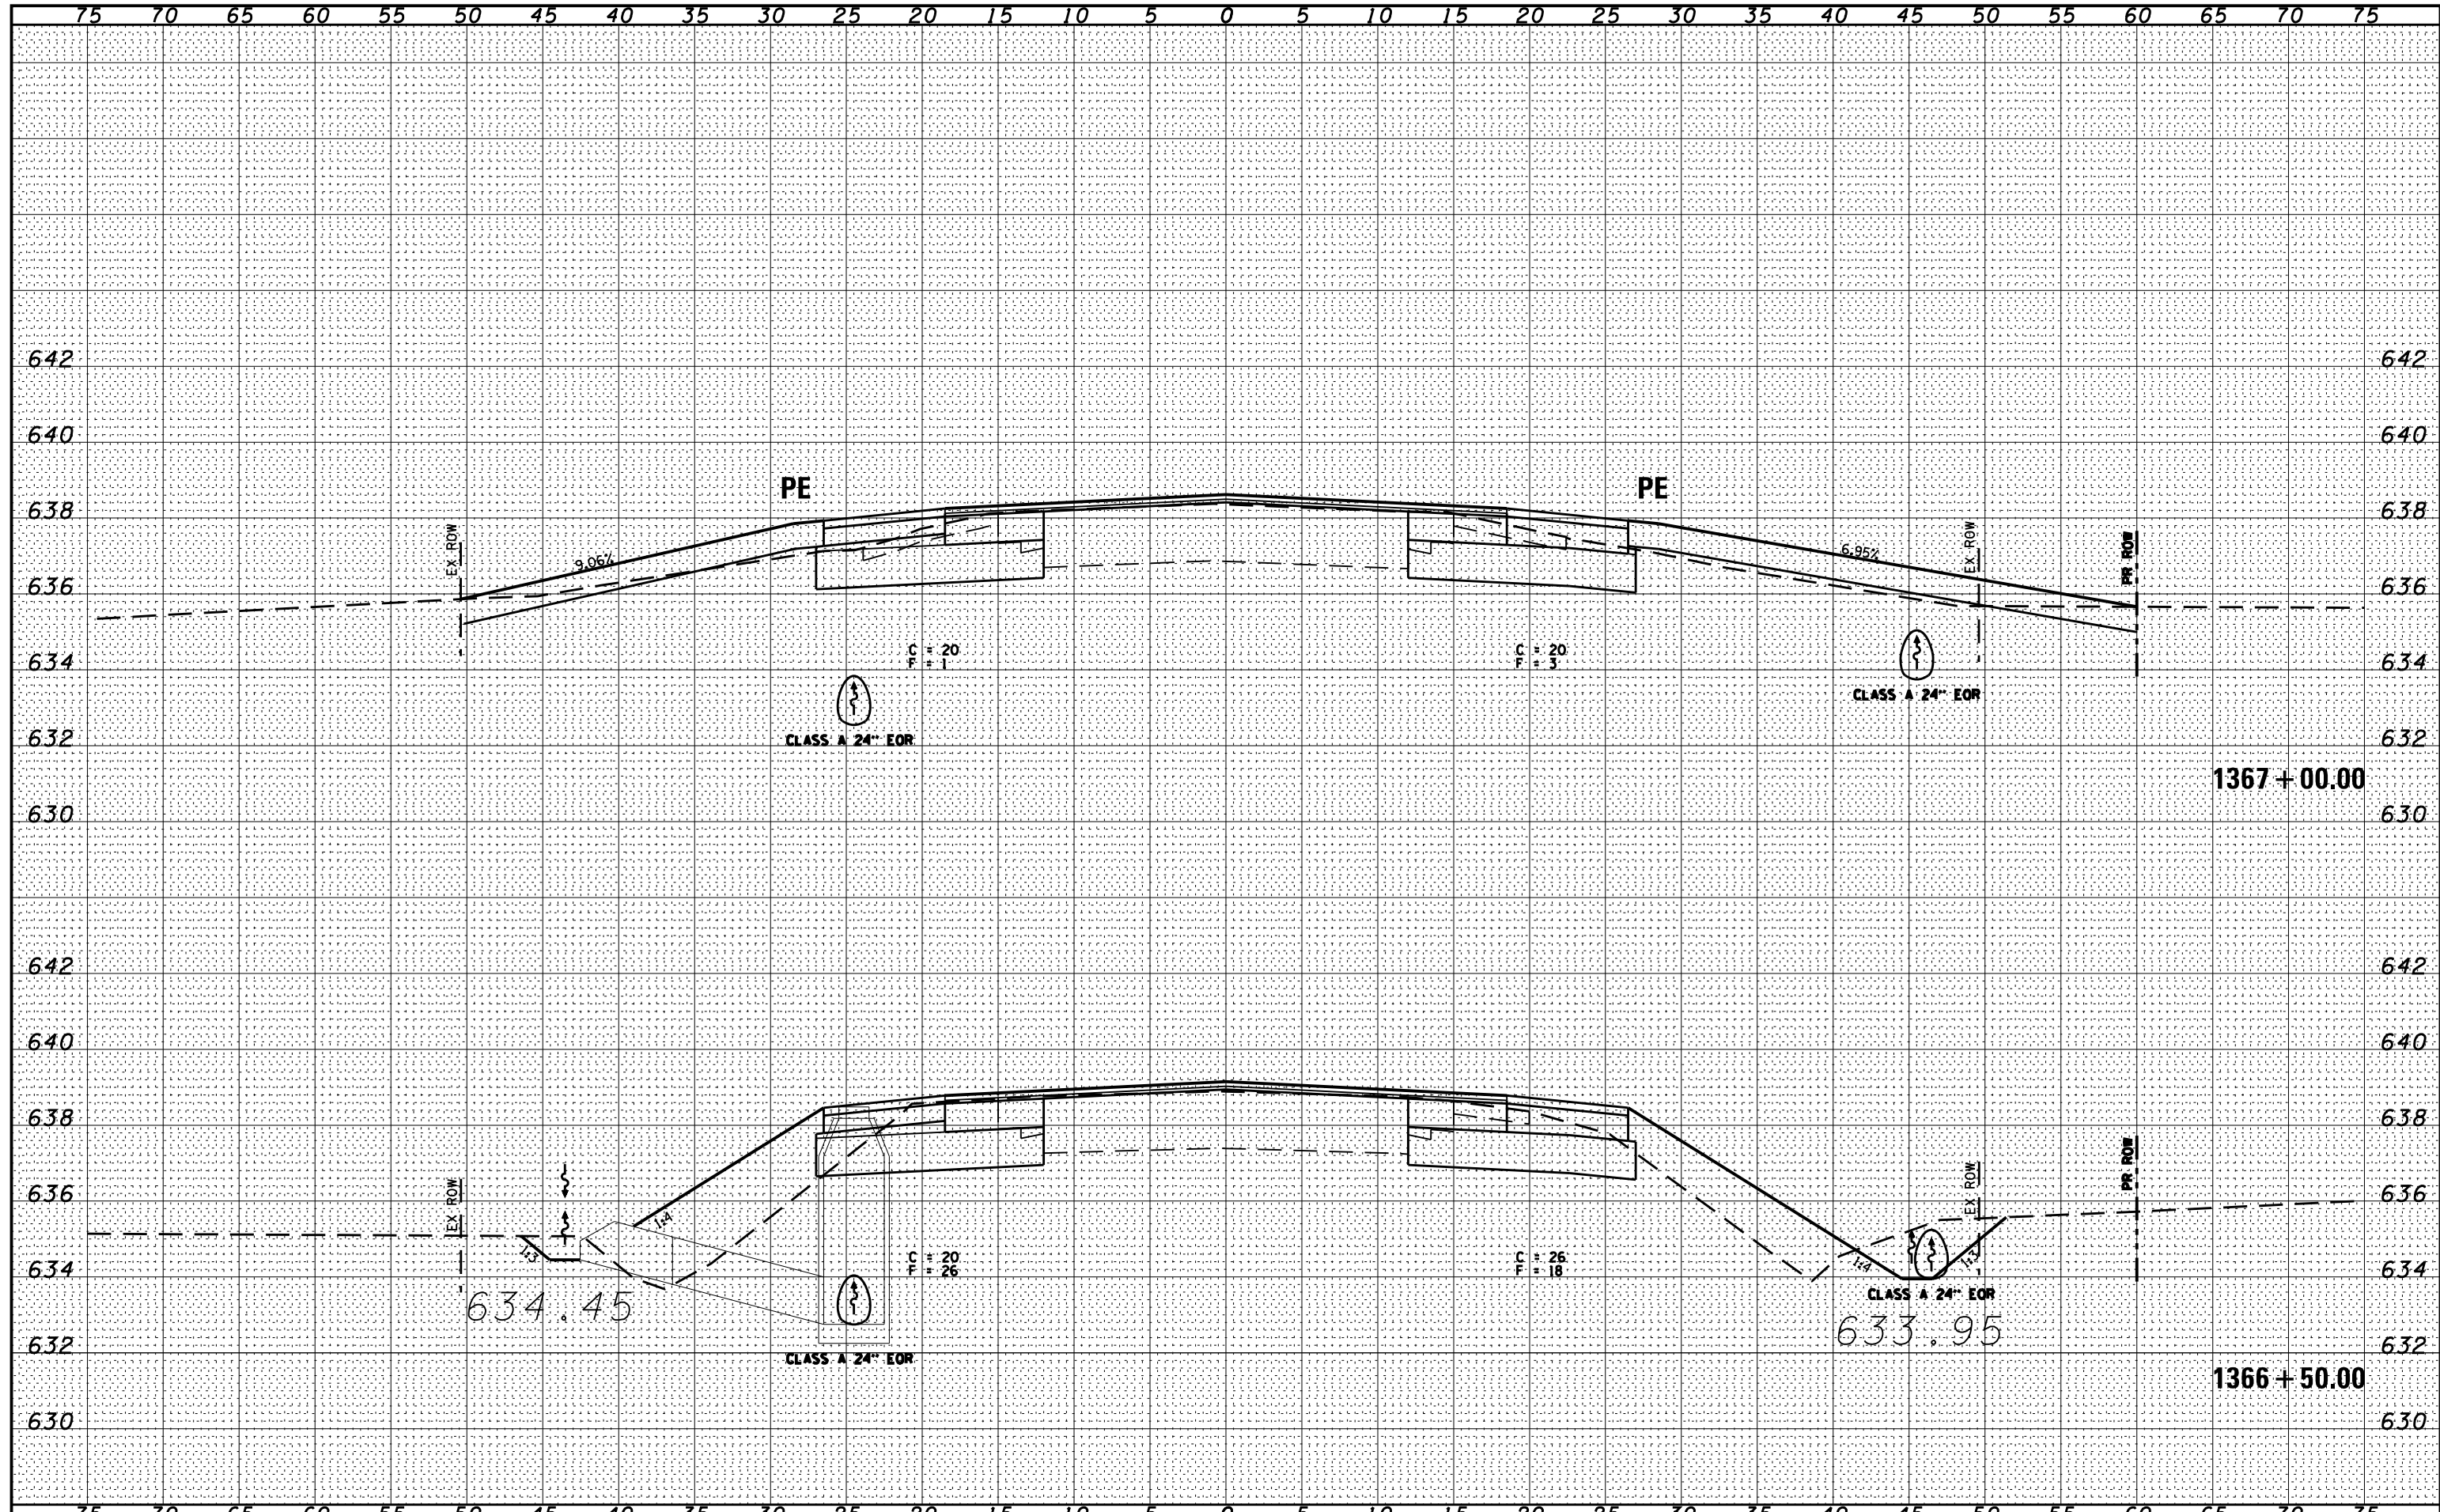 75 70 65 60 55 50 45 40 35 30 25 20 15 10 5 0 5 10 15 20 25 30 35 40 45 50 55 60 65 70 75
642 642
640 640
PE PE
638 638
EX ROW 9.06% 6.95% EX ROW PR ROW
636 636
C = 20 C = 20
F = 1 F = 3
634 634
CLASS A 24" EOR
CLASS A 24" EOR
632 632
1367 + 00.00
630 630
642 642
640 640
638 638
EX ROW EX ROW PR ROW
636 636
1:3 1:4 1:4 1:3
C = 20 C = 26
F = 26 F = 18
634 634
CLASS A 24" EOR
634.45 633.95
632 632
CLASS A 24" EOR
1366 + 50.00
630 630
75 70 65 60 55 50 45 40 35 30 25 20 15 10 5 0 5 10 15 20 25 30 35 40 45 50 55 60 65 70 75